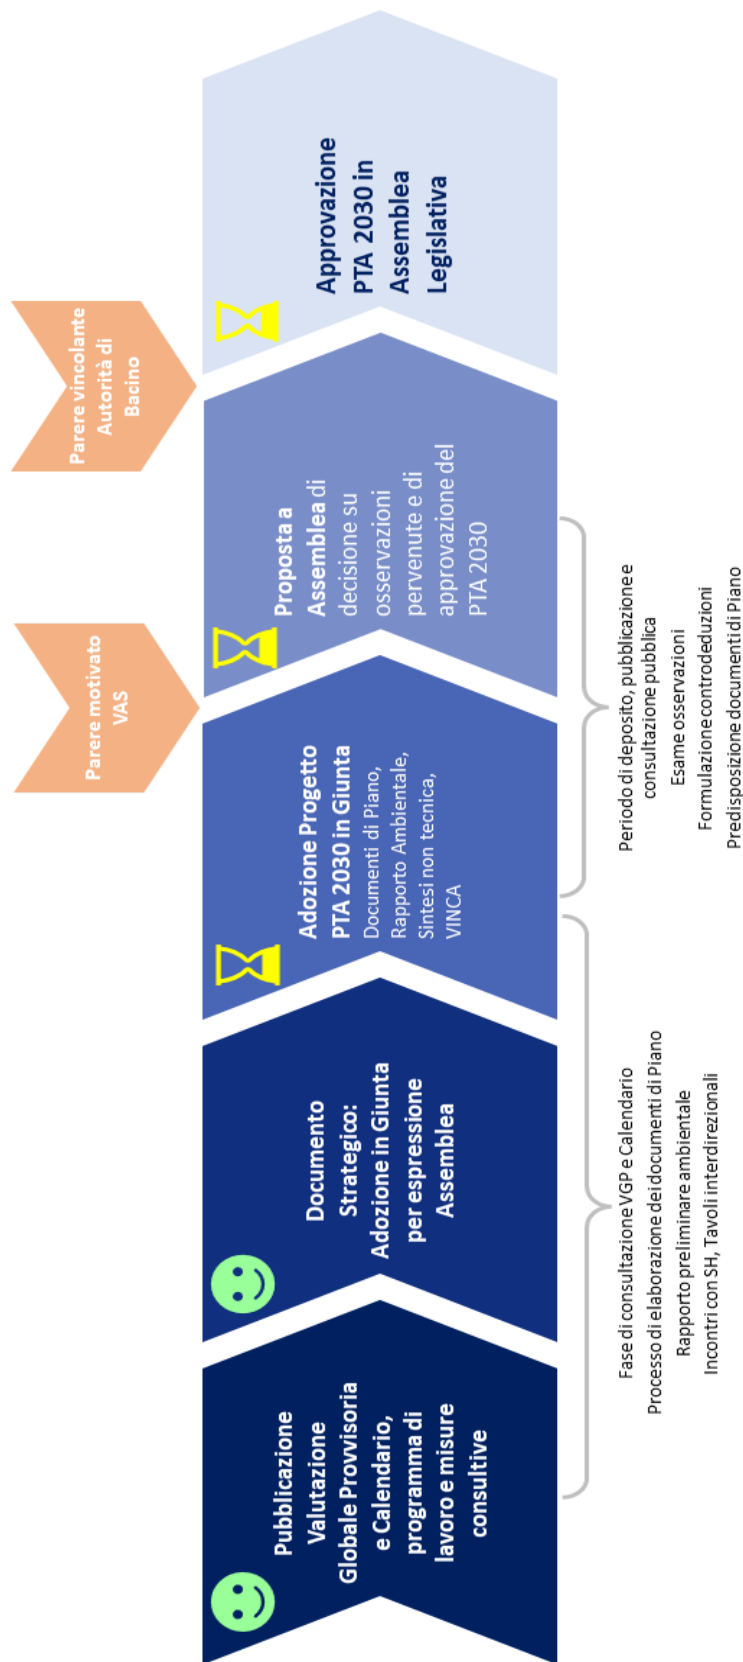 Parere motivato
VAS
Parere vincolante
Autorità di
Bacino
Pubblicazione
Valutazione
Globale Provvisoria
e Calendario,
programma di
lavoro e misure
consultive
Documento
Strategico:
Adozione in Giunta
per espressione
Assemblea
Adozione Progetto
PTA 2030 in Giunta
Documenti di Piano,
Rapporto Ambientale,
Sintesi non tecnica,
VINCA
Proposta a
Assemblea di
decisione su
osservazioni
pervenute e di
approvazione del
PTA 2030
Approvazione
PTA 2030 in
Assemblea
Legislativa
Fase di consultazione VGP e Calendario
Processo di elaborazione dei documenti di Piano
Rapporto preliminare ambientale
Incontri con SH, Tavoli interdirezionali
Periodo di deposito, pubblicazione e
consultazione pubblica
Esame osservazioni
Formulazione controdeduzioni
Predisposizione documenti di Piano